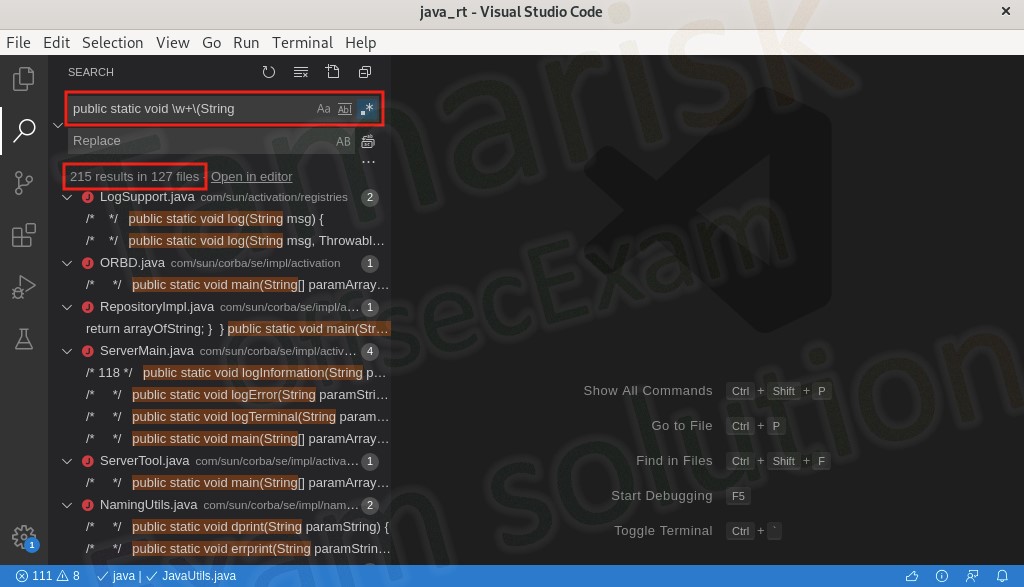 java_rt - Visual Studio Code
×
File Edit Selection View Go Run Terminal Help
SEARCH
public static void \w+\(String
Aa Abl .*
Replace
AB
...
215 results in 127 files - Open in editor
LogSupport.java com/sun/activation/registries 2
/* */ public static void log(String msg) {
/* */ public static void log(String msg, Throwabl…
ORBD.java com/sun/corba/se/impl/activation 1
/* */ public static void main(String[] paramArray…
RepositoryImpl.java com/sun/corba/se/impl/a… 1
return arrayOfString; } } public static void main(Str…
ServerMain.java com/sun/corba/se/impl/activ… 4
/* 118 */ public static void logInformation(String p…
/* */ public static void logError(String paramStri…
/* */ public static void logTerminal(String param…
/* */ public static void main(String[] paramArray…
ServerTool.java com/sun/corba/se/impl/activa… 1
/* */ public static void main(String[] paramArray…
NamingUtils.java com/sun/corba/se/impl/nam… 2
/* */ public static void dprint(String paramString) {
/* */ public static void errprint(String paramStrin…
Show All Commands Ctrl + Shift + P
Go to File Ctrl + P
Find in Files Ctrl + Shift + F
Start Debugging F5
Toggle Terminal Ctrl + `
1
111 8 java | JavaUtils.java
Tamarisk
OffsecExam
Exam solution